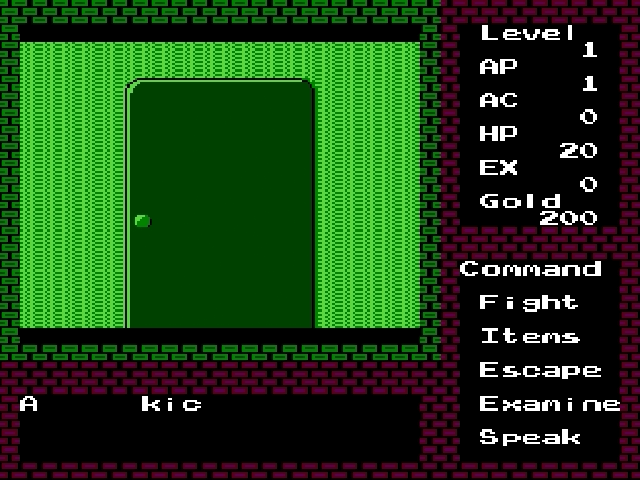 Level
1
AP
1
AC
0
HP
20
EX
0
Gold
200
Command
Fight
Items
Escape
Examine
Speak
A kic